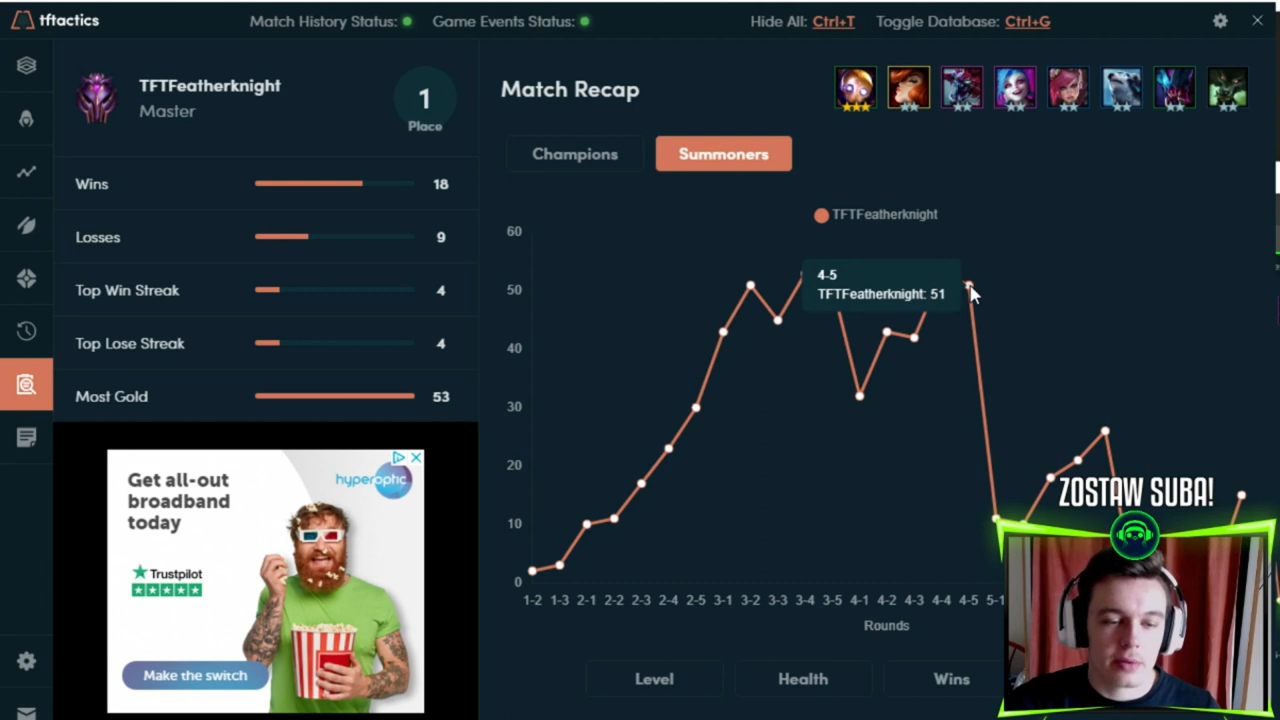 tftactics
Match History Status:
Game Events Status:
Hide All: Ctrl+T
Toggle Database: Ctrl+G
TFTFeatherknight
Master
1
Place
Wins 18
Losses 9
Top Win Streak 4
Top Lose Streak 4
Most Gold 53
Get all-out
broadband
today
hyperoptic
Trustpilot
Make the switch
Match Recap
Champions
Summoners
TFTFeatherknight
60
50
40
30
20
10
0
4-5
TFTFeatherknight: 51
1-2 1-3 2-1 2-2 2-3 2-4 2-5 3-1 3-2 3-3 3-4 3-5 4-1 4-2 4-3 4-4 4-5 5-1
Rounds
Level
Health
Wins
ZOSTAW SUBA!